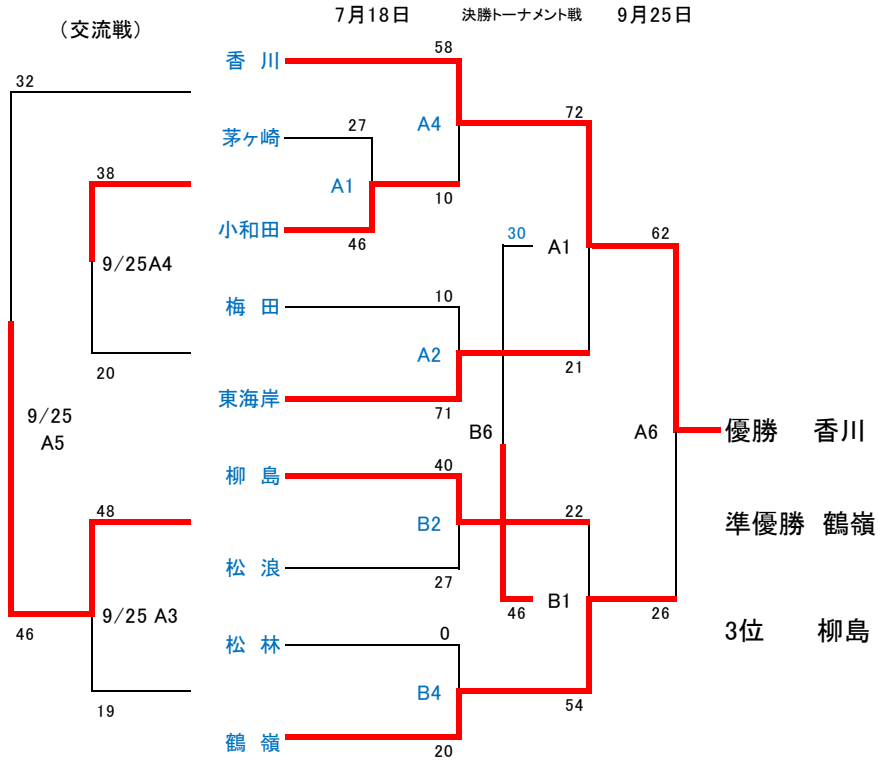 7月18日 決勝トーナメント戦 9月25日
（交流戦）
58
香 川
32
72
27
A4
茅ヶ崎
38
A1
10
小和田
46
30
62
A1
9/25A4
10
梅 田
A2
21
20
東海岸
71
9/25
A5
B6
A6
優勝 香川
40
柳 島
48
22
B2
準優勝 鶴嶺
松 浪
27
9/25 A3
46
B1
26
46
0
3位 柳島
松 林
B4
54
19
鶴 嶺
20